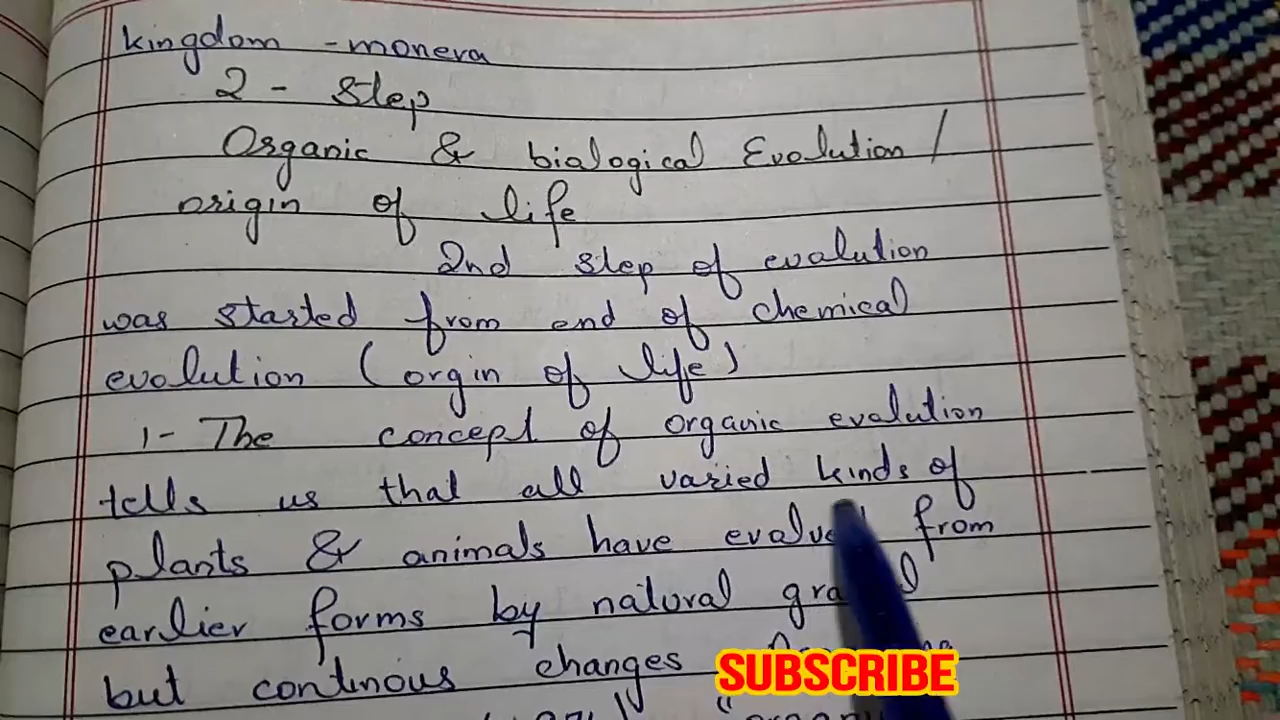 Kingdom - monera
2 - Step
Organic & biological Evolution /
origin of life
2nd step of evolution
was started from end of chemical
evolution (orgin of life)
1- The concept of organic evolution
tells us that all varied kinds of
plants & animals have evolved from
earlier forms by natural
but continous changes
SUBSCRIBE